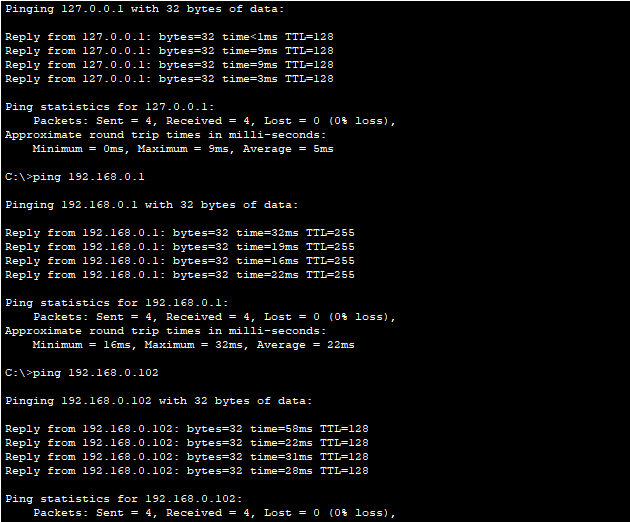 Pinging 127.0.0.1 with 32 bytes of data:
Reply from 127.0.0.1: bytes=32 time<1ms TTL=128
Reply from 127.0.0.1: bytes=32 time=9ms TTL=128
Reply from 127.0.0.1: bytes=32 time=9ms TTL=128
Reply from 127.0.0.1: bytes=32 time=3ms TTL=128
Ping statistics for 127.0.0.1:
Packets: Sent = 4, Received = 4, Lost = 0 (0% loss),
Approximate round trip times in milli-seconds:
Minimum = 0ms, Maximum = 9ms, Average = 5ms
C:\>ping 192.168.0.1
Pinging 192.168.0.1 with 32 bytes of data:
Reply from 192.168.0.1: bytes=32 time=32ms TTL=255
Reply from 192.168.0.1: bytes=32 time=19ms TTL=255
Reply from 192.168.0.1: bytes=32 time=16ms TTL=255
Reply from 192.168.0.1: bytes=32 time=22ms TTL=255
Ping statistics for 192.168.0.1:
Packets: Sent = 4, Received = 4, Lost = 0 (0% loss),
Approximate round trip times in milli-seconds:
Minimum = 16ms, Maximum = 32ms, Average = 22ms
C:\>ping 192.168.0.102
Pinging 192.168.0.102 with 32 bytes of data:
Reply from 192.168.0.102: bytes=32 time=58ms TTL=128
Reply from 192.168.0.102: bytes=32 time=22ms TTL=128
Reply from 192.168.0.102: bytes=32 time=31ms TTL=128
Reply from 192.168.0.102: bytes=32 time=28ms TTL=128
Ping statistics for 192.168.0.102:
Packets: Sent = 4, Received = 4, Lost = 0 (0% loss),